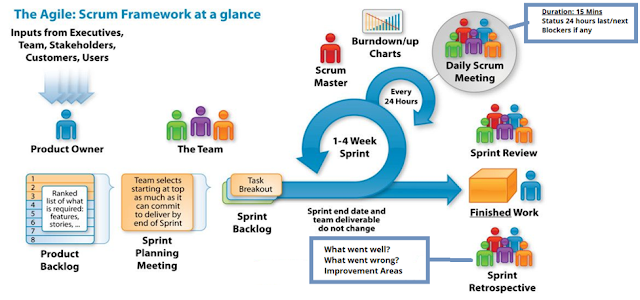 The Agile: Scrum Framework at a glance
Inputs from Executives,
Team, Stakeholders,
Customers, Users
Product Owner
The Team
Scrum
Master
Burndown/up
Charts
Daily Scrum
Meeting
Duration: 15 Mins
Status 24 hours last/next
Blockers if any
Every
24 Hours
1-4 Week
Sprint
Sprint Review
1
2
3
4
5
6
7
8
Ranked
list of what
is required:
features,
stories, ...
Product
Backlog
Team selects
starting at top
as much as it
can commit
to deliver by
end of Sprint
Sprint
Planning
Meeting
Task
Breakout
Sprint
Backlog
Sprint end date and
team deliverable
do not change
Finished Work
What went well?
What went wrong?
Improvement Areas
Sprint
Retrospective